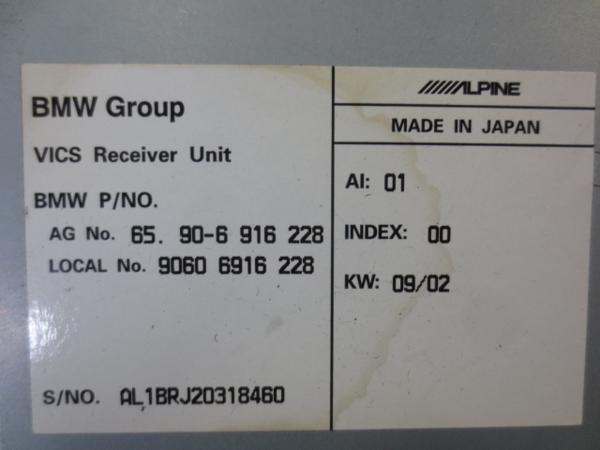 BMW Group
VICS Receiver Unit
BMW P/NO.
AG No. 65. 90-6 916 228
LOCAL No. 9060 6916 228
S/NO. AL1BRJ20318460
ALPINE
MADE IN JAPAN
AI: 01
INDEX: 00
KW: 09/02